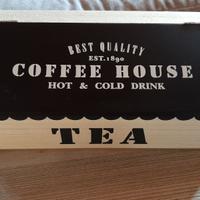 BEST QUALITY
EST.1890
COFFEE HOUSE
HOT & COLD DRINK
TEA